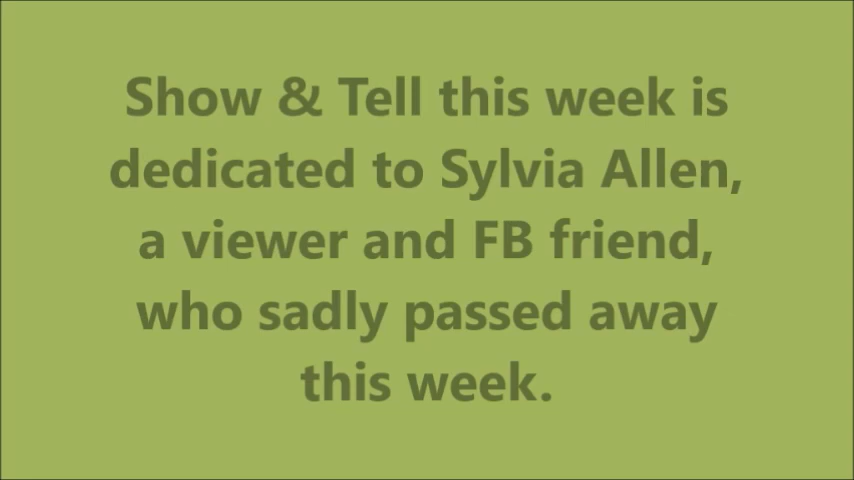 Show & Tell this week is
dedicated to Sylvia Allen,
a viewer and FB friend,
who sadly passed away
this week.